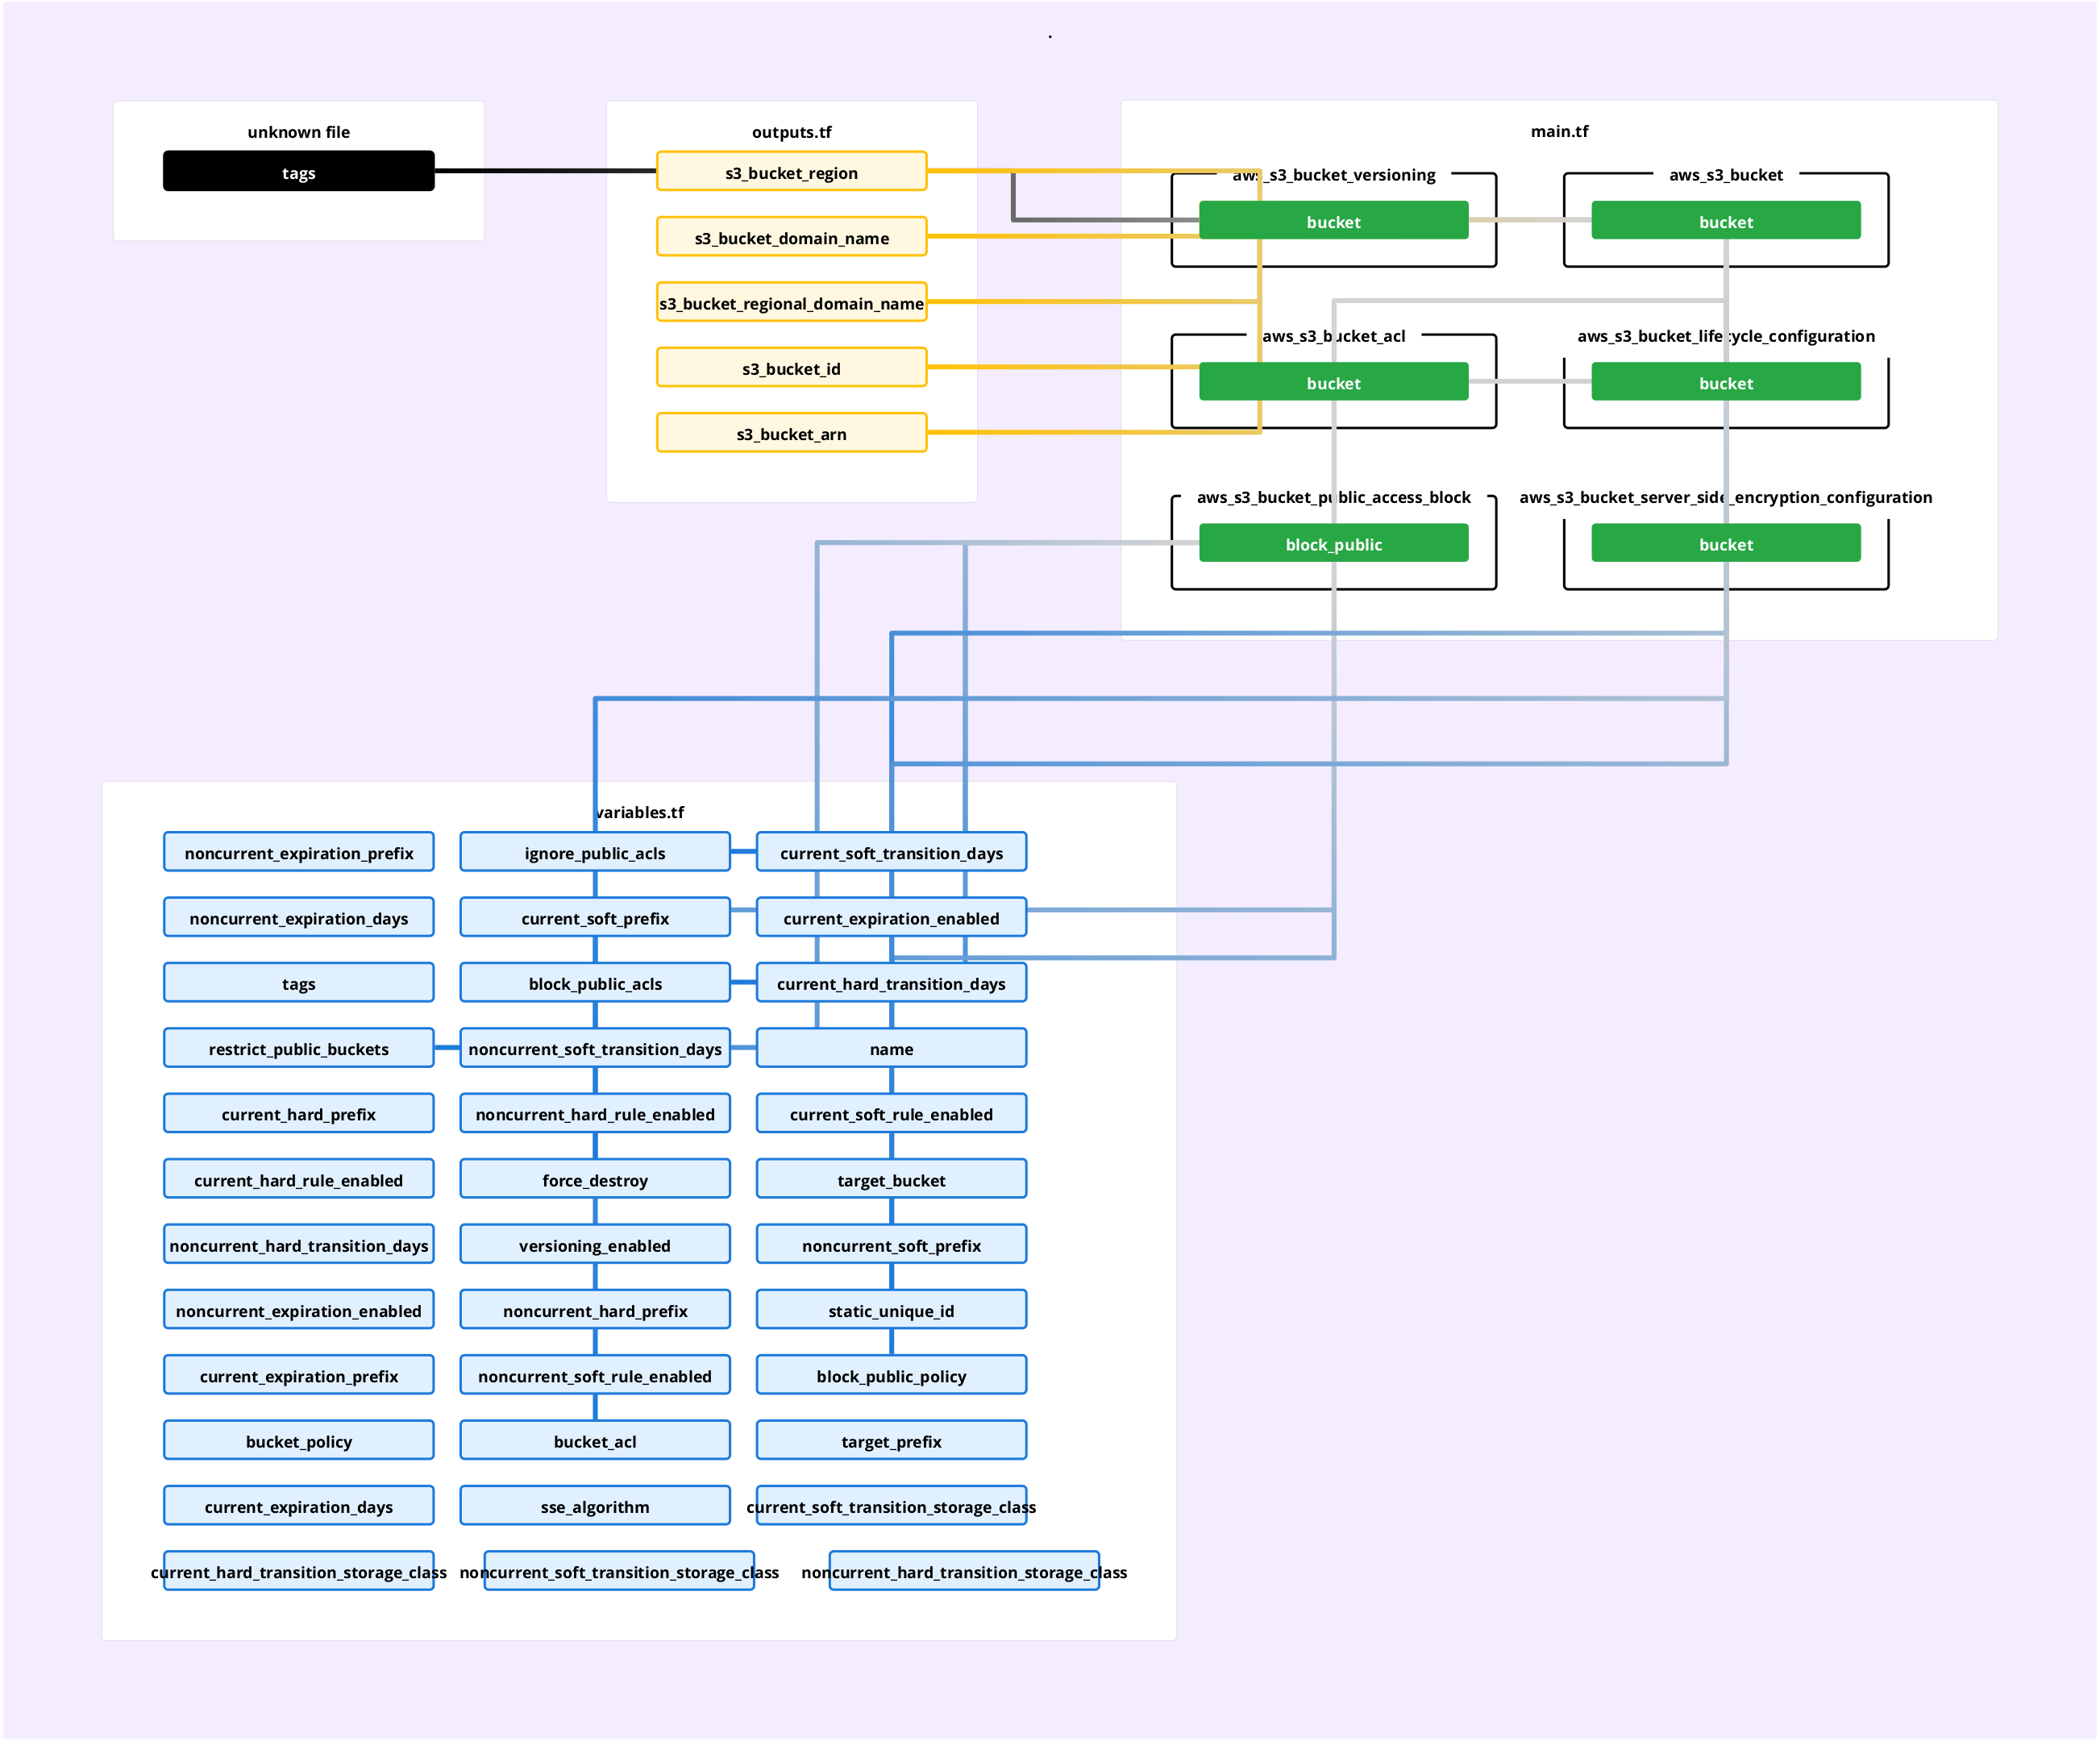 .
unknown file
tags
outputs.tf
s3_bucket_region
s3_bucket_domain_name
s3_bucket_regional_domain_name
s3_bucket_id
s3_bucket_arn
main.tf
aws_s3_bucket_versioning
bucket
aws_s3_bucket
bucket
aws_s3_bucket_acl
bucket
aws_s3_bucket_lifecycle_configuration
bucket
aws_s3_bucket_public_access_block
block_public
aws_s3_bucket_server_side_encryption_configuration
bucket
variables.tf
noncurrent_expiration_prefix
ignore_public_acls
current_soft_transition_days
noncurrent_expiration_days
current_soft_prefix
current_expiration_enabled
tags
block_public_acls
current_hard_transition_days
restrict_public_buckets
noncurrent_soft_transition_days
name
current_hard_prefix
noncurrent_hard_rule_enabled
current_soft_rule_enabled
current_hard_rule_enabled
force_destroy
target_bucket
noncurrent_hard_transition_days
versioning_enabled
noncurrent_soft_prefix
noncurrent_expiration_enabled
noncurrent_hard_prefix
static_unique_id
current_expiration_prefix
noncurrent_soft_rule_enabled
block_public_policy
bucket_policy
bucket_acl
target_prefix
current_expiration_days
sse_algorithm
current_soft_transition_storage_class
current_hard_transition_storage_class
noncurrent_soft_transition_storage_class
noncurrent_hard_transition_storage_class